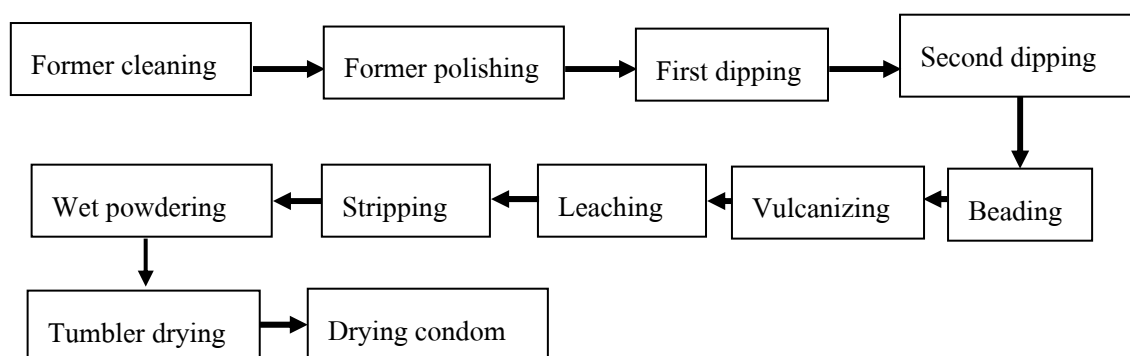 Former cleaning
Former polishing
First dipping
Second dipping
Beading
Vulcanizing
Leaching
Stripping
Wet powdering
Tumbler drying
Drying condom